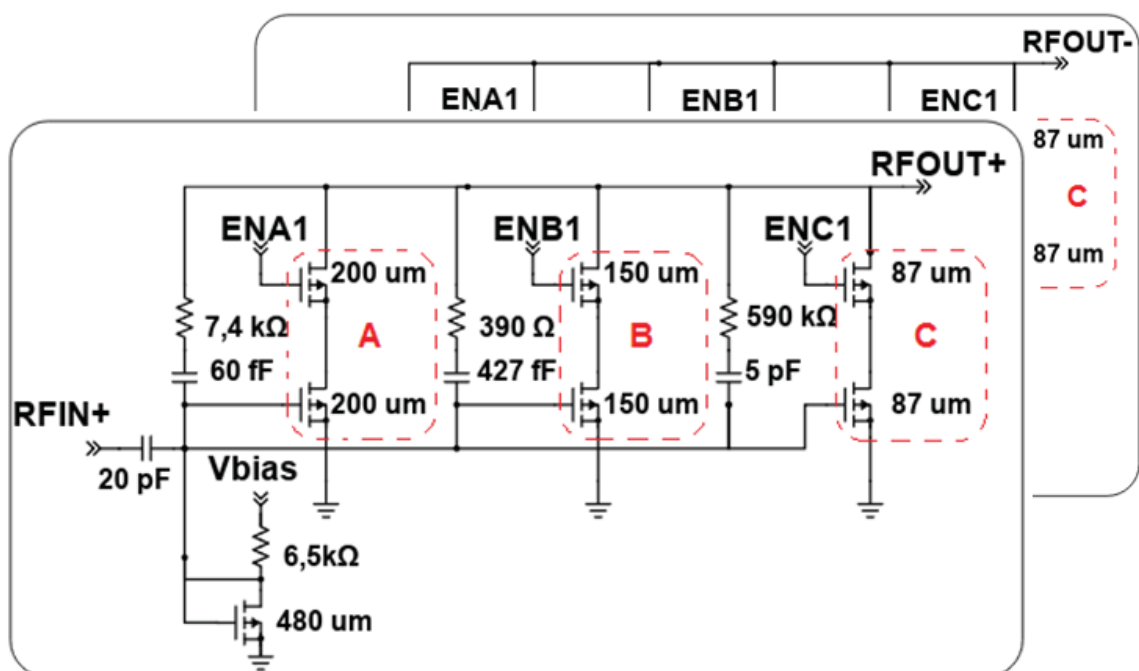 RFOUT-
ENA1 ENB1 ENC1
87 um
C
87 um
RFOUT+
ENA1 ENB1 ENC1
200 um 150 um 87 um
7,4 kΩ A 390 Ω B 590 kΩ C
60 fF 427 fF 5 pF
200 um 150 um 87 um
RFIN+
20 pF
Vbias
6,5kΩ
480 um